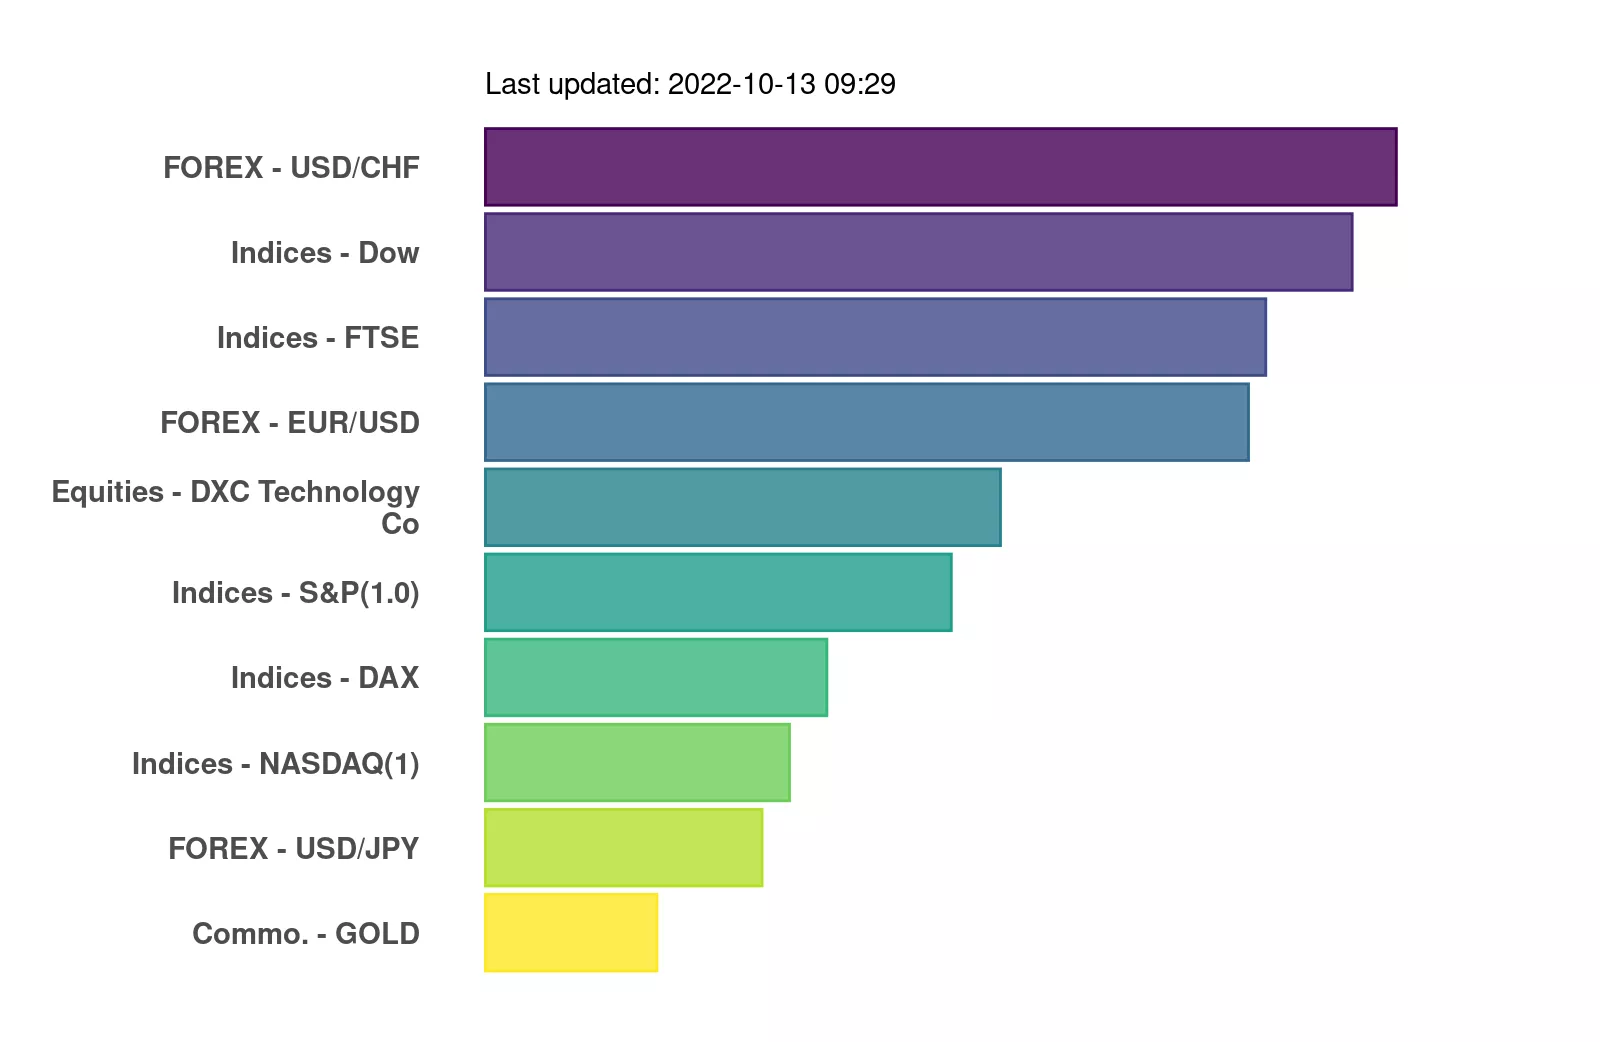 Last updated: 2022-10-13 09:29
FOREX - USD/CHF
Indices - Dow
Indices - FTSE
FOREX - EUR/USD
Equities - DXC Technology
Co
Indices - S&P(1.0)
Indices - DAX
Indices - NASDAQ(1)
FOREX - USD/JPY
Commo. - GOLD